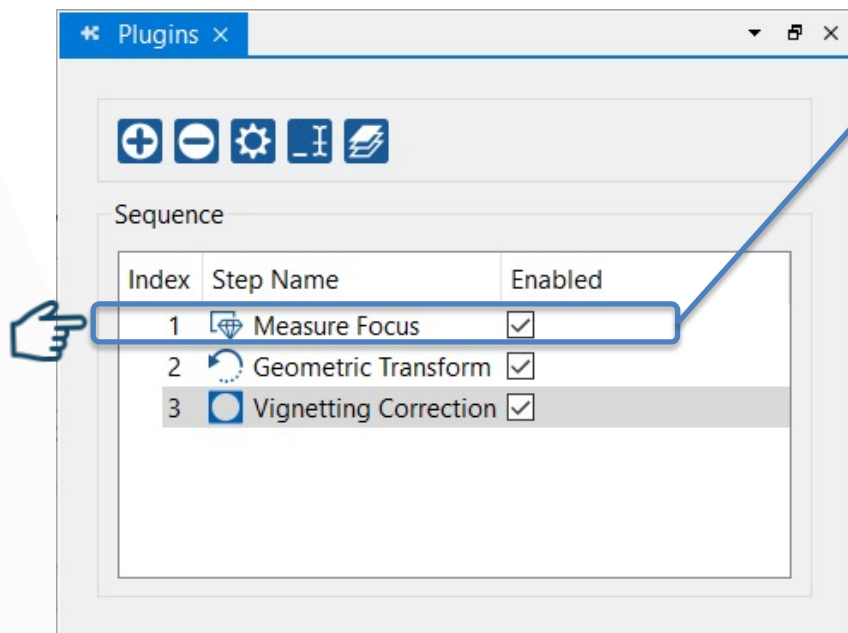 Plugins
Sequence
Index Step Name Enabled
1 Measure Focus
2 Geometric Transform
3 Vignetting Correction